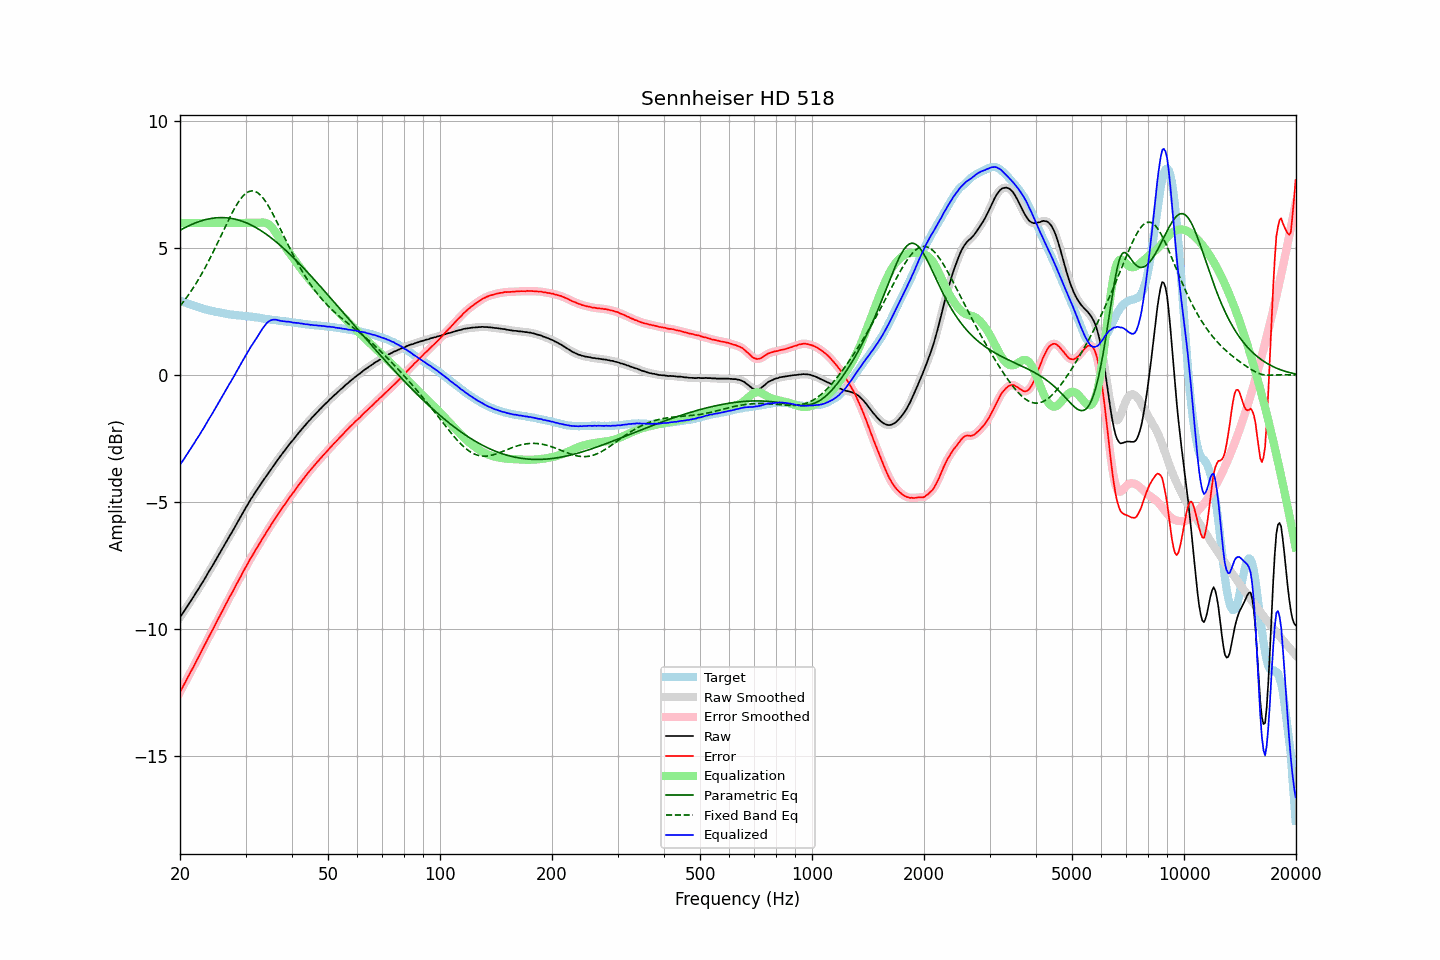 Sennheiser HD 518
Amplitude (dBr)
10
5
0
−5
−10
−15
Target
Raw Smoothed
Error Smoothed
Raw
Error
Equalization
Parametric Eq
Fixed Band Eq
Equalized
20 50 100 200 500 1000 2000 5000 10000 20000
Frequency (Hz)